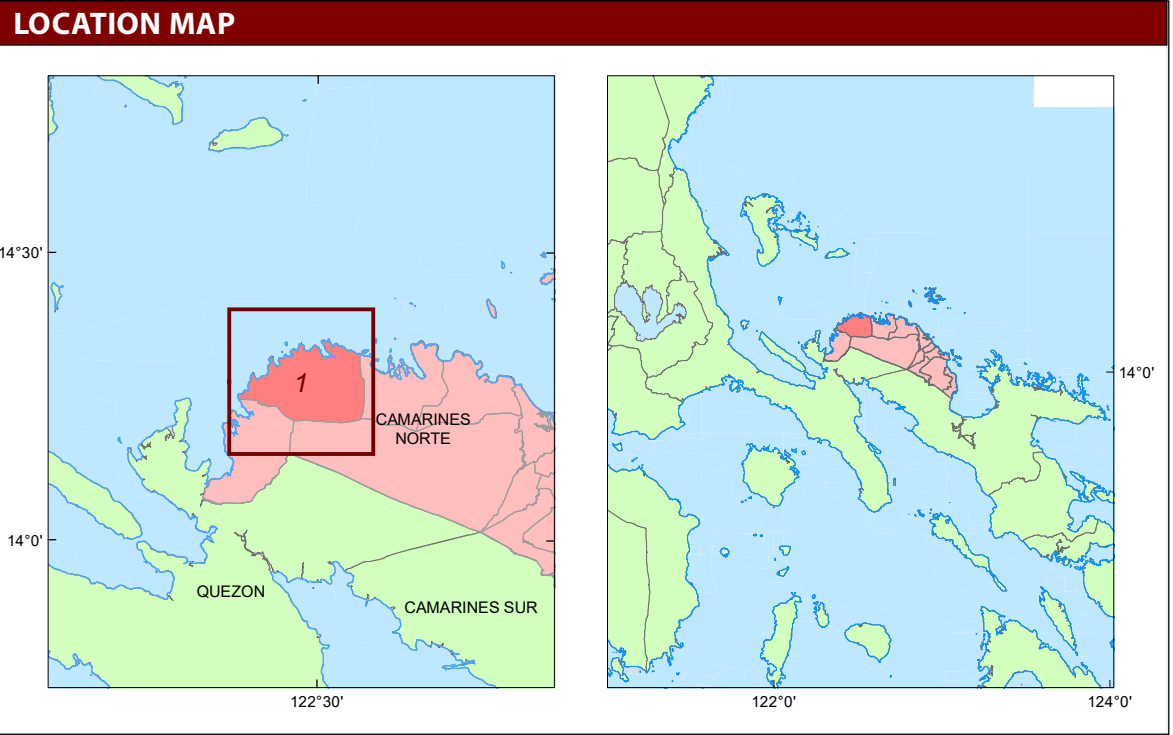 LOCATION MAP
14°30'
1
CAMARINES
NORTE
14°0'
QUEZON
CAMARINES SUR
122°30'
14°0'
122°0'
124°0'